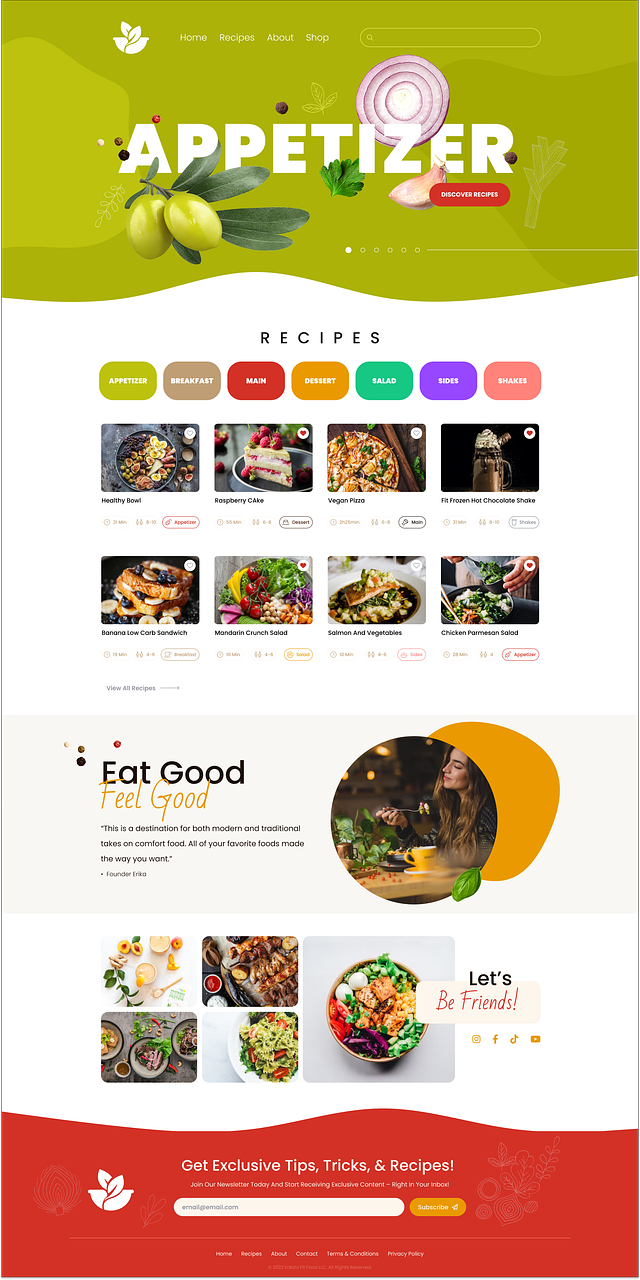 Home Recipes About Shop
APPETIZER
DISCOVER RECIPES
RECIPES
APPETIZER BREAKFAST MAIN DESSERT SALAD SIDES SHAKES
Healthy Bowl
31 Min 8-10 Appetizer
Raspberry CAke
55 Min 6-8 Dessert
Vegan Pizza
2h25min 6-8 Main
Fit Frozen Hot Chocolate Shake
31 Min 8-10 Shakes
Banana Low Carb Sandwich
15 Min 4-6 Breakfast
Mandarin Crunch Salad
10 Min 4-6 Salad
Salmon And Vegetables
10 Min Sides
Chicken Parmesan Salad
28 Min 4 Appetizer
View All Recipes
Eat Good
Feel Good
“This is a destination for both modern and traditional
takes on comfort food. All of your favorite foods made
the way you want.”
• Founder Erika
Let’s
Be Friends!
Get Exclusive Tips, Tricks, & Recipes!
Join Our Newsletter Today And Start Receiving Exclusive Content – Right in Your Inbox!
email@email.com
Subscribe
Home Recipes About Contact Terms & Conditions Privacy Policy